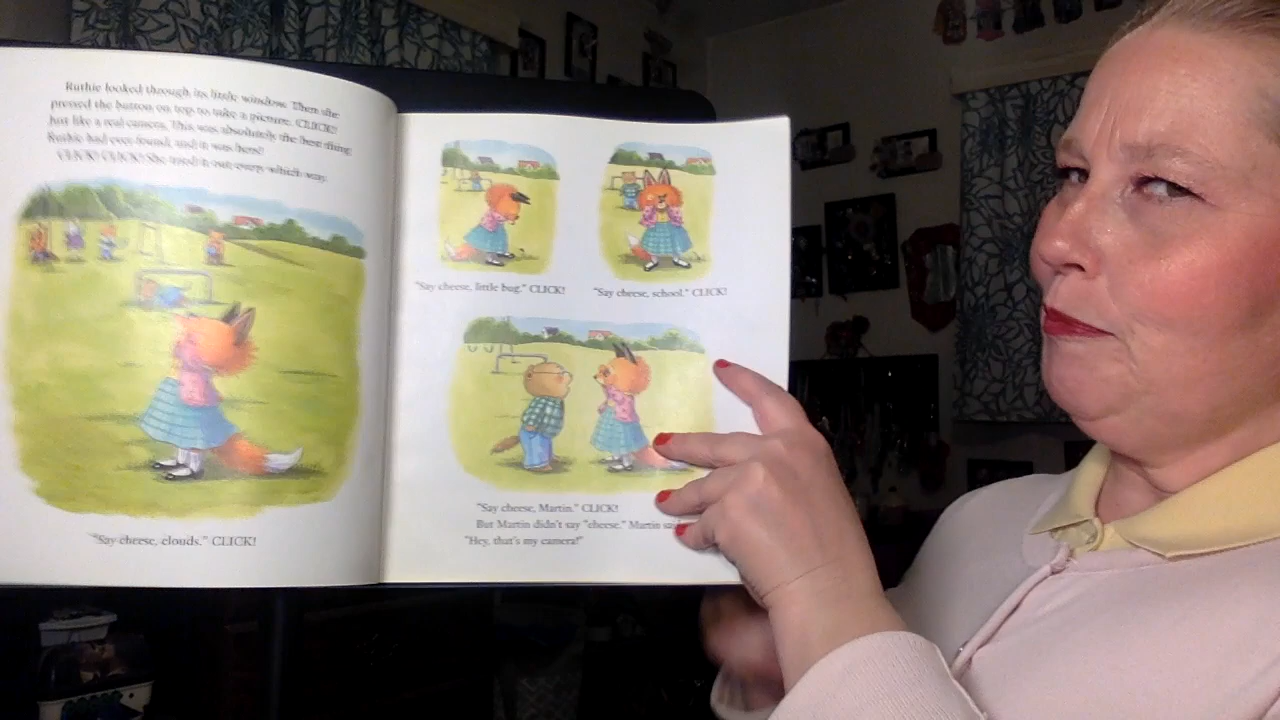 Ruthie looked through its little window. Then she
pressed the button on top to take a picture. CLICK!
Just like a real camera. This was absolutely the best thing
Ruthie had ever found, and it was hers!
CLICK! CLICK! She tried it out every which way.
"Say cheese, clouds." CLICK!
"Say cheese, little bug." CLICK!
"Say cheese, school." CLICK!
"Say cheese, Martin." CLICK!
But Martin didn't say "cheese." Martin
"Hey, that's my camera!"